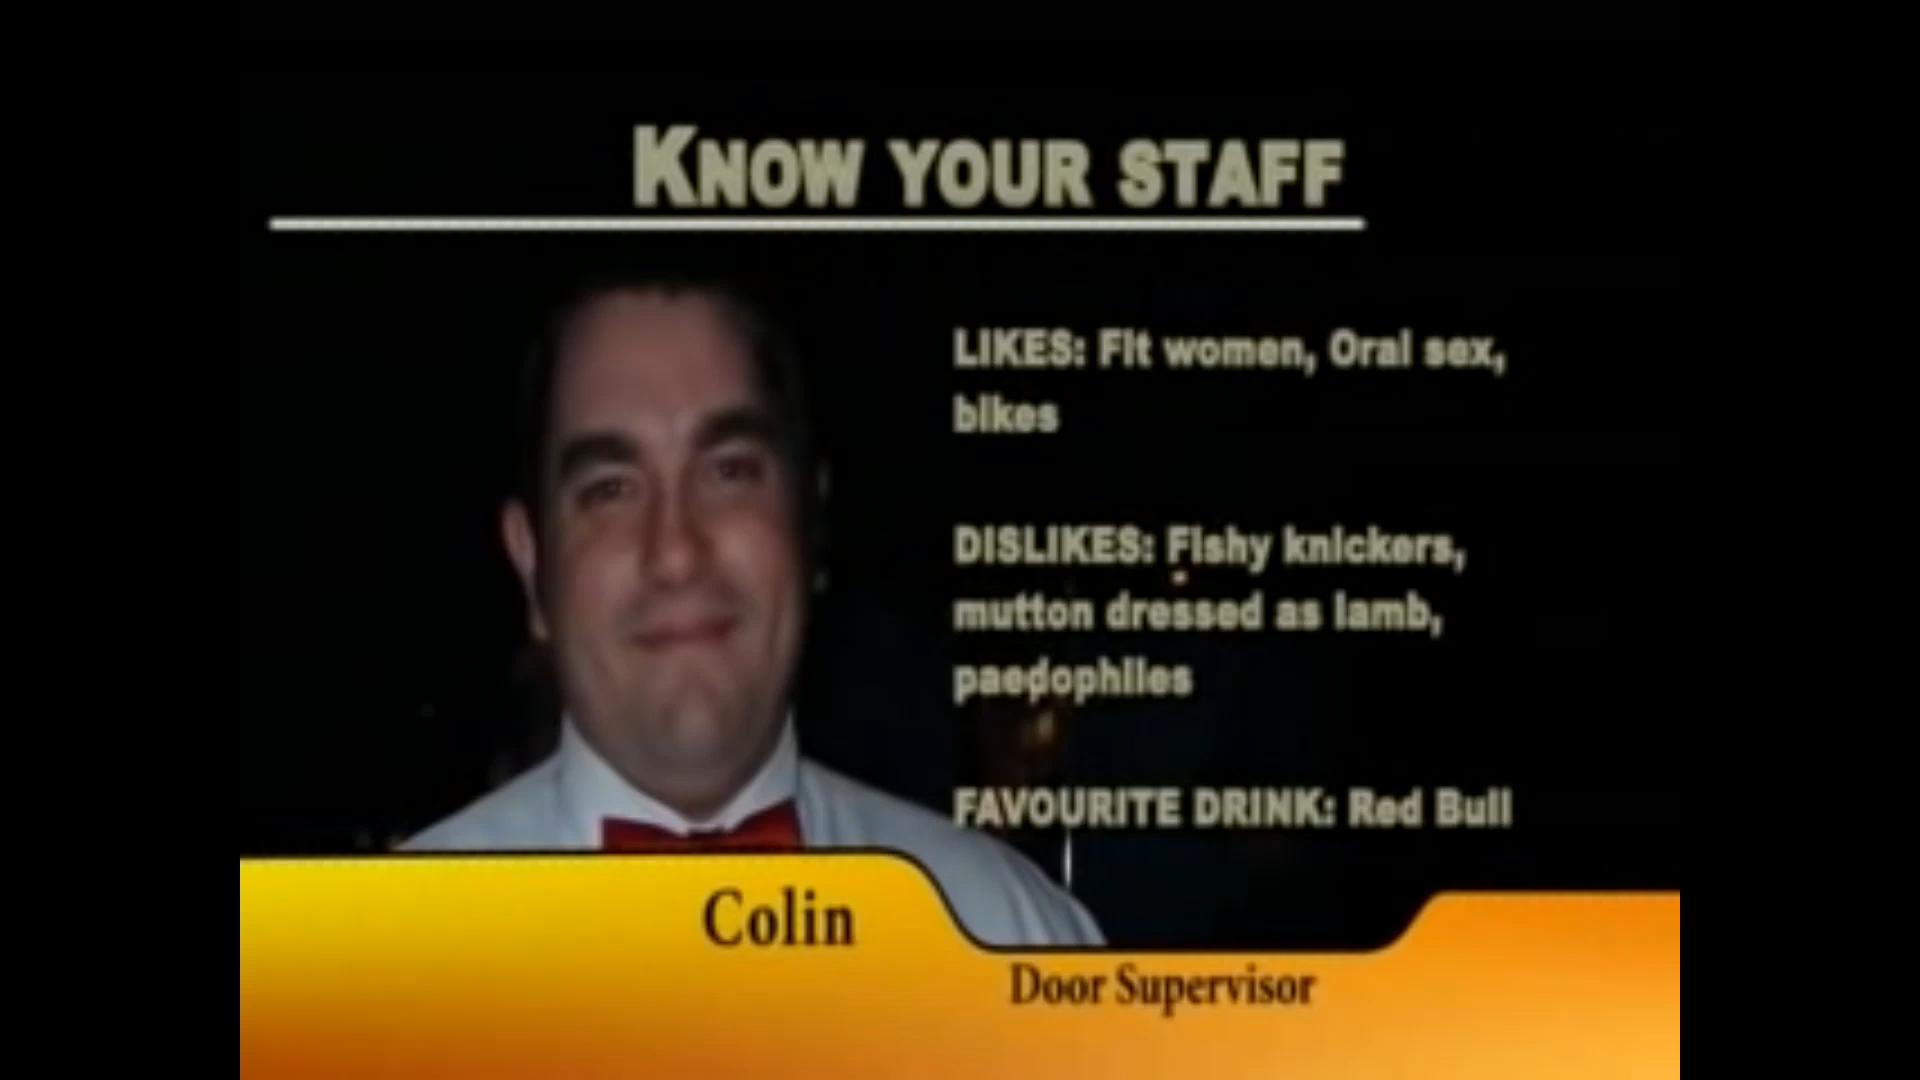 KNOW YOUR STAFF
LIKES: Fit women, Oral sex,
bikes
DISLIKES: Fishy knickers,
mutton dressed as lamb,
paedophiles
FAVOURITE DRINK: Red Bull
Colin
Door Supervisor